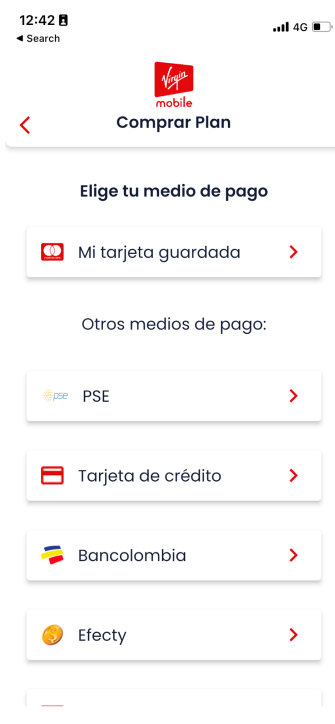 12:42
4G
◄ Search
Virgin
mobile
Comprar Plan
Elige tu medio de pago
Mi tarjeta guardada
Otros medios de pago:
pse PSE
Tarjeta de crédito
Bancolombia
Efecty